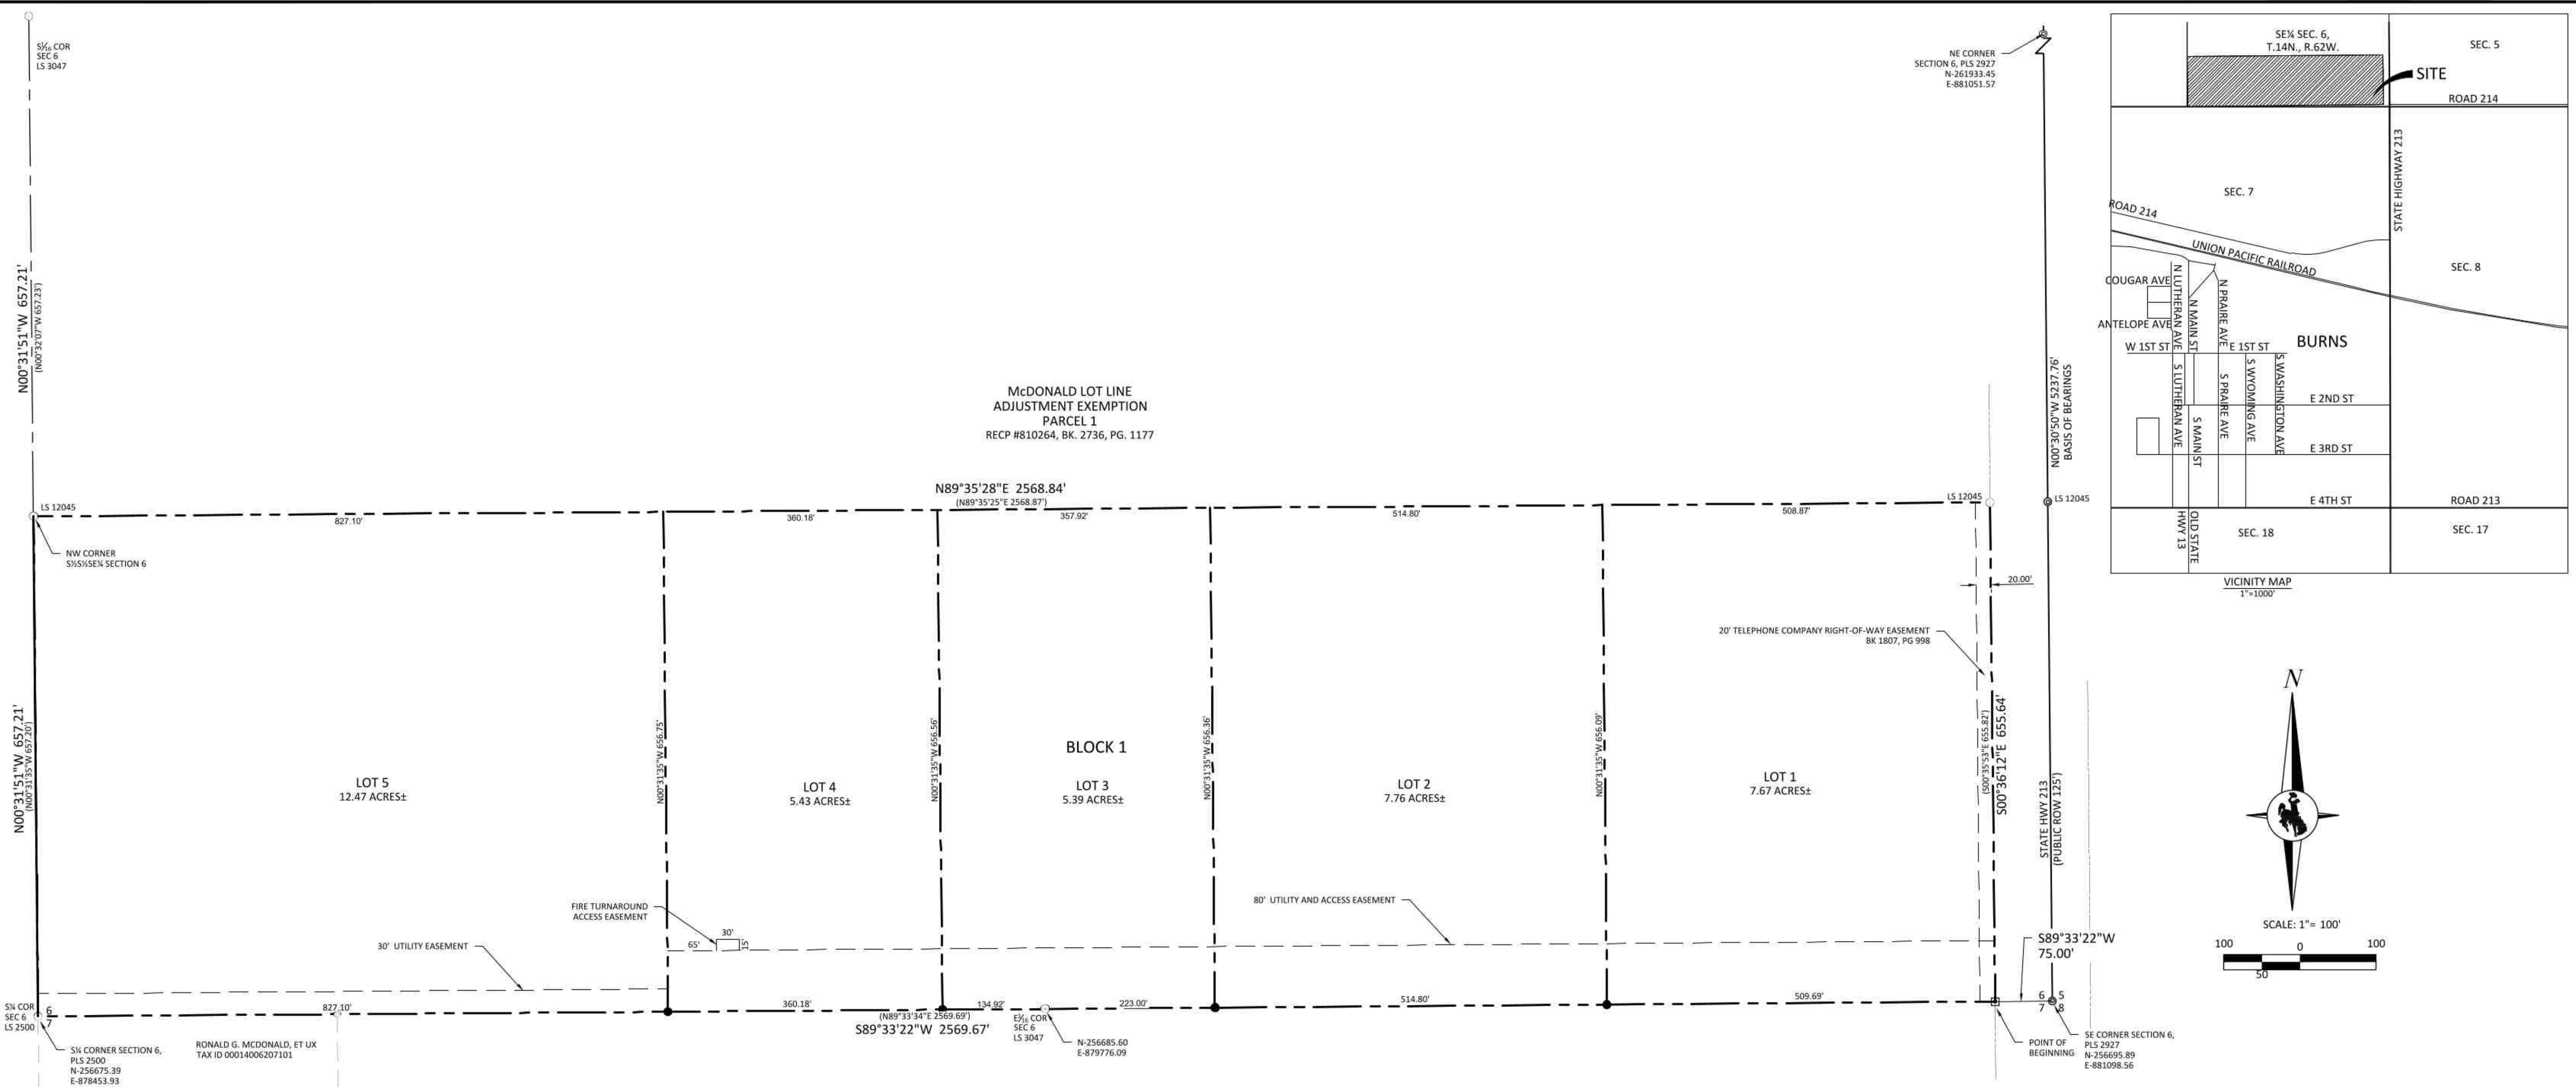 S1⁄16 COR
SEC 6
LS 3047
N00°31'51"W  657.21'
(N00°32'07"W 657.23')
NE CORNER
SECTION 6, PLS 2927
N-261933.45
E-881051.57
McDONALD LOT LINE
ADJUSTMENT EXEMPTION
PARCEL 1
RECP #810264, BK. 2736, PG. 1177
N89°35'28"E  2568.84'
(N89°35'25"E 2568.87')
LS 12045
827.10'
360.18'
357.92'
514.80'
508.87'
LS 12045
LS 12045
NW CORNER
S½S½SE¼ SECTION 6
N00°30'50"W 5237.76'
BASIS OF BEARINGS
20.00'
20' TELEPHONE COMPANY RIGHT-OF-WAY EASEMENT
BK 1807, PG 998
N00°31'51"W  657.21'
(N00°31'35"W 657.20')
LOT 5
12.47 ACRES±
N00°31'35"W 656.75'
LOT 4
5.43 ACRES±
N00°31'35"W 656.56'
BLOCK 1
LOT 3
5.39 ACRES±
N00°31'35"W 656.36'
LOT 2
7.76 ACRES±
N00°31'35"W 656.09'
LOT 1
7.67 ACRES±
(S00°35'53"E 655.82')
S00°36'12"E  655.64'
STATE HWY 213
(PUBLIC ROW 125')
FIRE TURNAROUND
ACCESS EASEMENT
65'
30'
15'
80'  UTILITY AND ACCESS EASEMENT
30'  UTILITY EASEMENT
S89°33'22"W
75.00'
S¼ COR
SEC 6
LS 2500
6
7
827.10'
360.18'
134.92'
223.00'
514.80'
509.69'
(N89°33'34"E 2569.69')
S89°33'22"W  2569.67'
E1⁄16 COR
SEC 6
LS 3047
N-256685.60
E-879776.09
6 5
7 8
S¼ CORNER SECTION 6,
PLS 2500
N-256675.39
E-878453.93
RONALD G. MCDONALD, ET UX
TAX ID 00014006207101
POINT OF
BEGINNING
SE CORNER SECTION 6,
PLS 2927
N-256695.89
E-881098.56
SE¼ SEC. 6,
T.14N., R.62W.
SEC. 5
SITE
ROAD 214
STATE HIGHWAY 213
SEC. 7
ROAD 214
UNION PACIFIC RAILROAD
SEC. 8
COUGAR AVE
N LUTHERAN AVE
N MAIN ST
N PRAIRE AVE
ANTELOPE AVE
BURNS
W 1ST ST
E 1ST ST
S LUTHERAN AVE
S MAIN ST
S PRAIRE AVE
S WYOMING AVE
S WASHINGTON AVE
E 2ND ST
E 3RD ST
E 4TH ST
ROAD 213
OLD STATE
HWY 13
SEC. 18
SEC. 17
VICINITY MAP
1"=1000'
N
SCALE: 1"= 100'
100
0
100
50